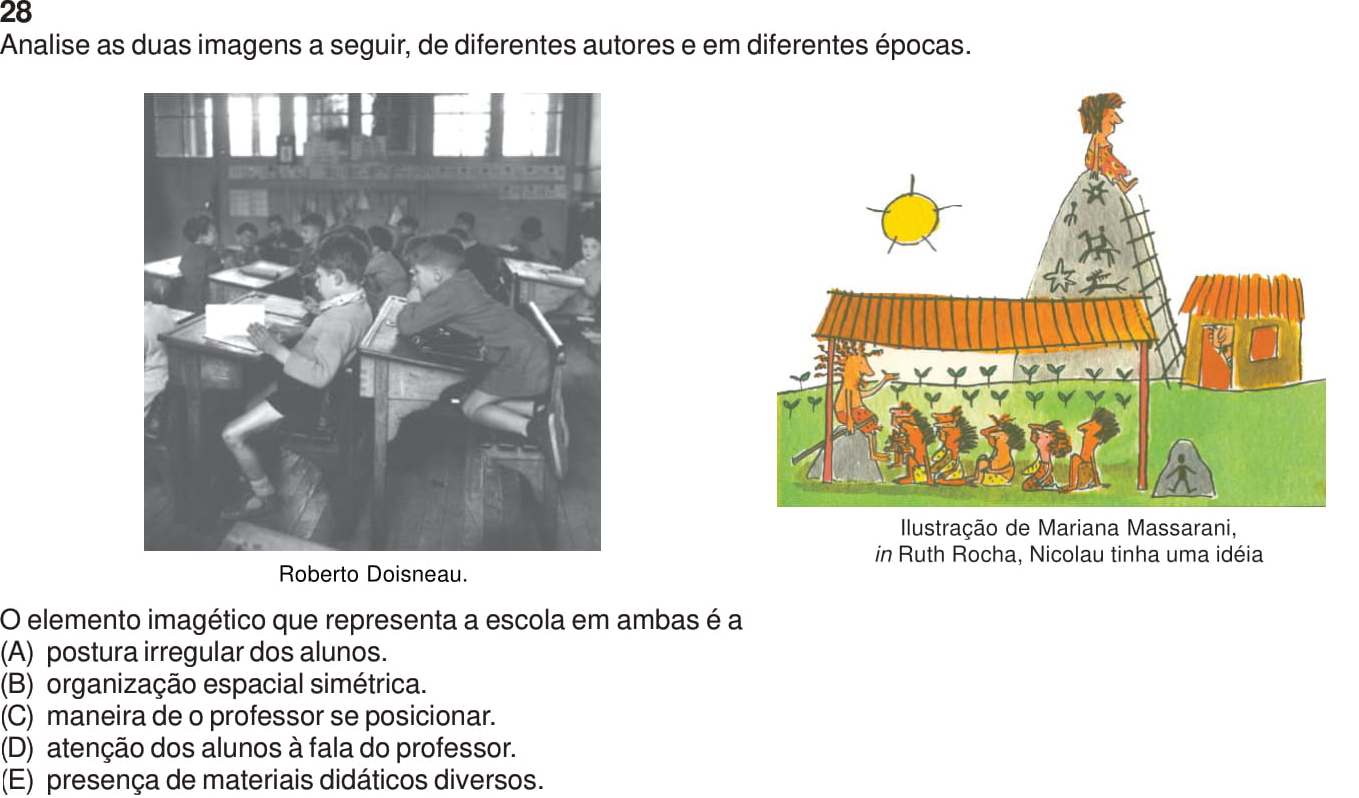 28
Analise as duas imagens a seguir, de diferentes autores e em diferentes épocas.
Roberto Doisneau.
Ilustração de Mariana Massarani,
in Ruth Rocha, Nicolau tinha uma idéia
O elemento imagético que representa a escola em ambas é a
(A) postura irregular dos alunos.
(B) organização espacial simétrica.
(C) maneira de o professor se posicionar.
(D) atenção dos alunos à fala do professor.
(E) presença de materiais didáticos diversos.